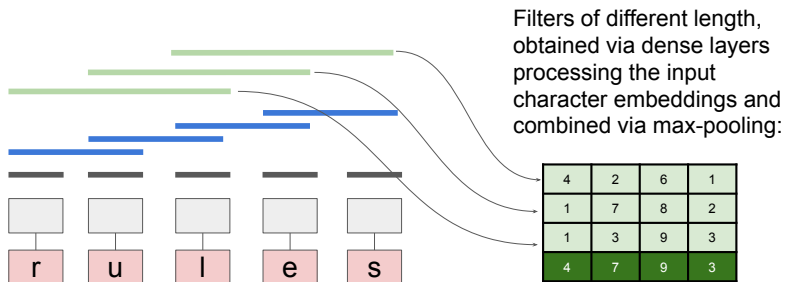 Filters of different length,
obtained via dense layers
processing the input
character embeddings and
combined via max-pooling:
4 2 6 1
1 7 8 2
1 3 9 3
4 7 9 3
r u l e s